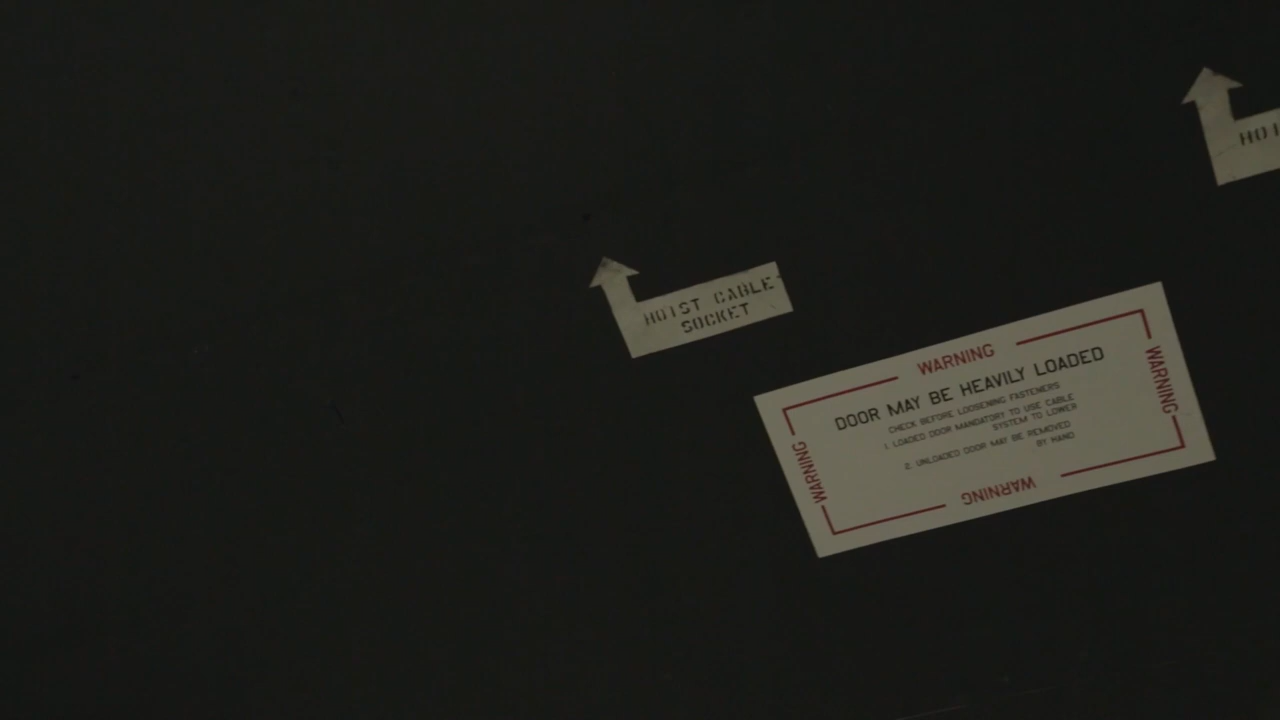 HOI
HOIST CABLE
SOCKET
WARNING
DOOR MAY BE HEAVILY LOADED
CHECK BEFORE LOOSENING FASTENERS
1. LOADED DOOR MANDATORY TO USE CABLE
SYSTEM TO LOWER
2. UNLOADED DOOR MAY BE REMOVED
BY HAND
WARNING
WARNING
WARNING